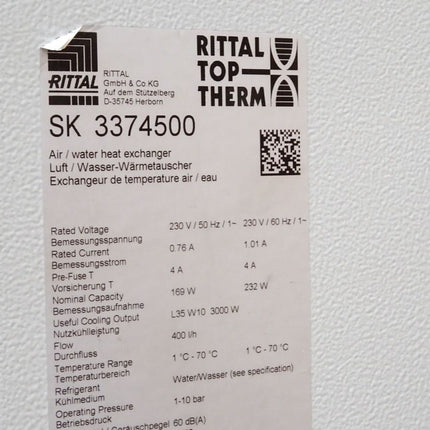 RITTAL
RITTAL
GmbH & Co KG
Auf dem Stützelberg
D-35745 Herborn
RITTAL
TOP
THERM
SK 3374500
Air / water heat exchanger
Luft / Wasser-Wärmetauscher
Exchangeur de temperature air / eau
Rated Voltage 230 V / 50 Hz / 1~ 230 V / 60 Hz / 1~
Bemessungsspannung
Rated Current 0.76 A 1.01 A
Bemessungsstrom
Pre-Fuse T 4 A 4 A
Vorsicherung T
Nominal Capacity 169 W 232 W
Bemessungsaufnahme
Useful Cooling Output L35 W10 3000 W
Nutzkühlleistung
Flow 400 l/h
Durchfluss
Temperature Range 1 °C - 70 °C 1 °C - 70 °C
Temperaturbereich
Refrigerant Water/Wasser (see specification)
Kühlmedium
Operating Pressure 1-10 bar
Betriebsdruck
Geräuschpegel 60 dB(A)